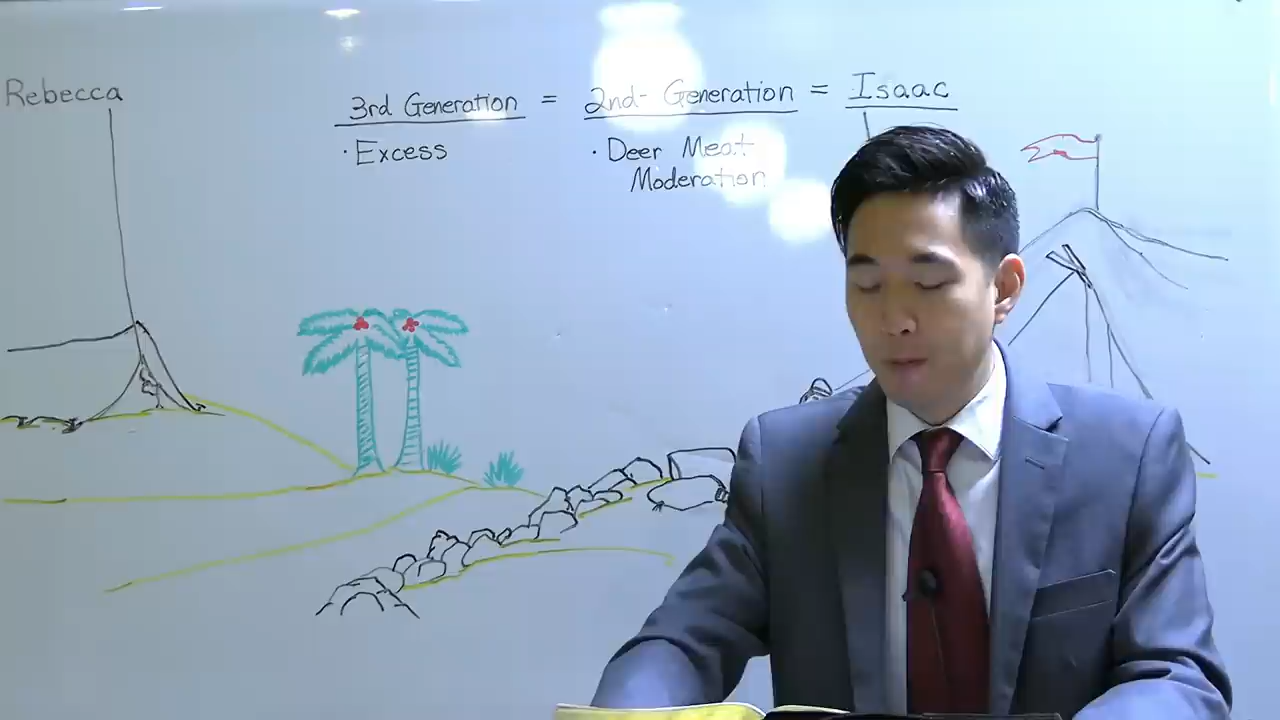 Rebecca
3rd Generation = 2nd- Generation = Isaac
· Excess
· Deer Meat
Moderation